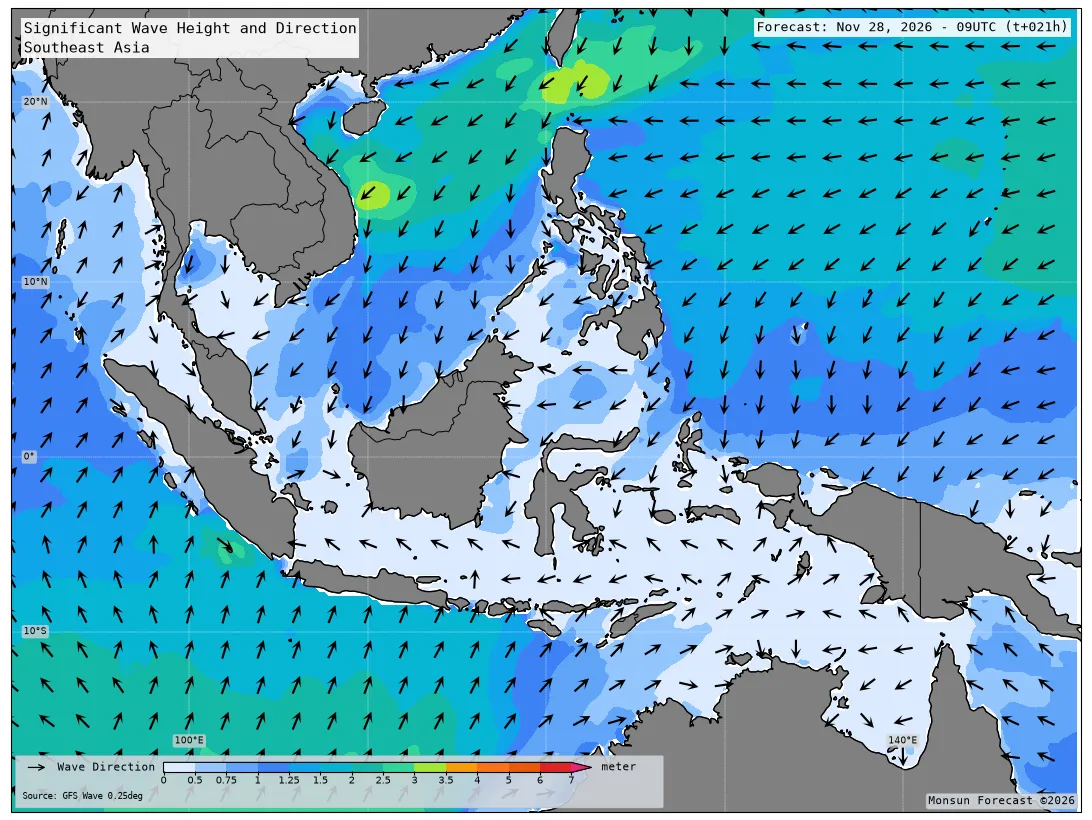 Significant Wave Height and Direction
Southeast Asia
Forecast: Nov 28, 2026 - 09UTC (t+021h)
20°N
10°N
0°
10°S
100°E
140°E
Wave Direction
meter
0 0.5 0.75 1 1.25 1.5 2 2.5 3 3.5 4 5 6 7
Source: GFS Wave 0.25deg
Monsun Forecast ©2026